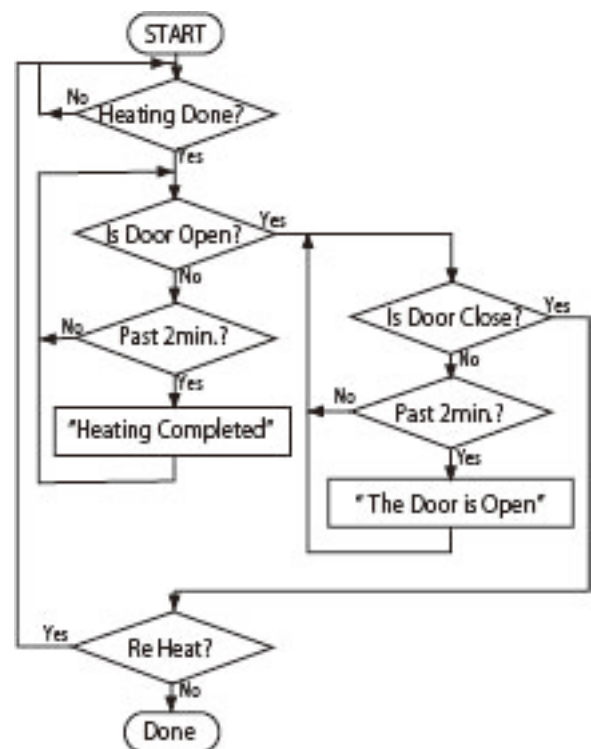 START
No
Heating Done?
Yes
Is Door Open?
Yes
No
Is Door Close?
Yes
No
Past 2min.?
No
Yes
No
Past 2min.?
Yes
"Heating Completed"
" The Door is Open"
Yes
Re Heat?
No
Done